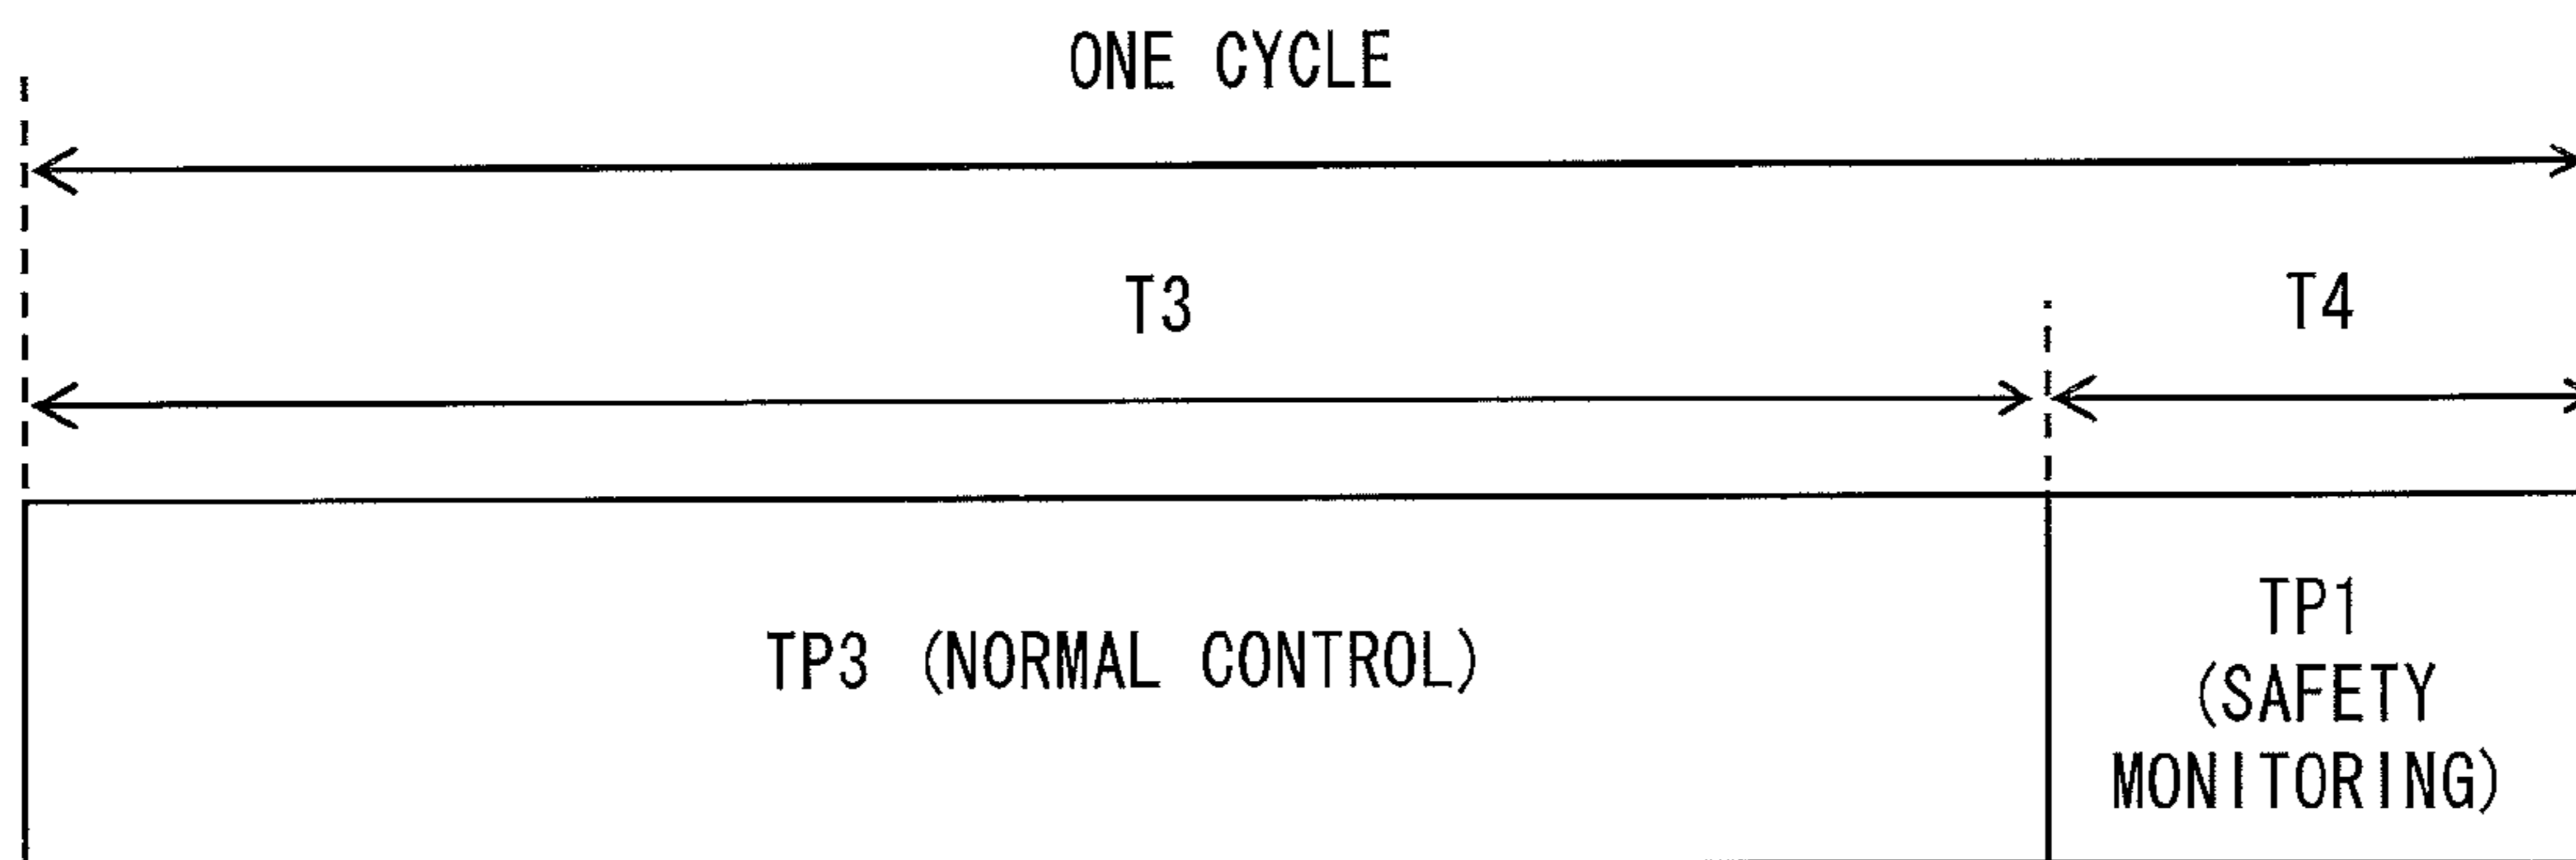 ONE CYCLE
T3
T4
TP3 (NORMAL CONTROL)
TP1
(SAFETY
MONITORING)